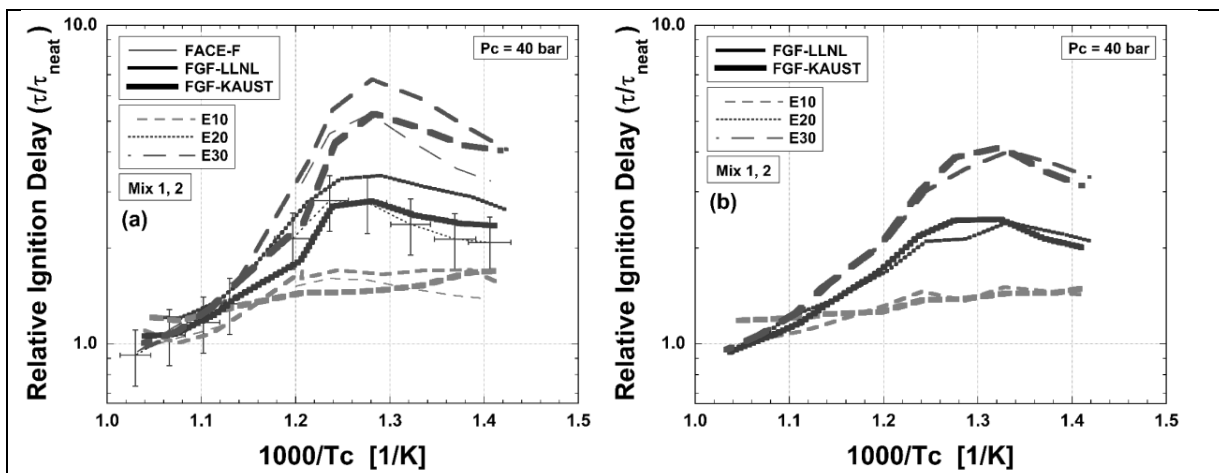 Relative Ignition Delay (τ/τneat)
10.0
1.0
FACE-F
FGF-LLNL
FGF-KAUST
E10
E20
E30
Mix 1, 2
Pc = 40 bar
(a)
1.0 1.1 1.2 1.3 1.4 1.5
1000/Tc [1/K]
Relative Ignition Delay (τ/τneat)
10.0
1.0
FGF-LLNL
FGF-KAUST
E10
E20
E30
Mix 1, 2
Pc = 40 bar
(b)
1.0 1.1 1.2 1.3 1.4 1.5
1000/Tc [1/K]